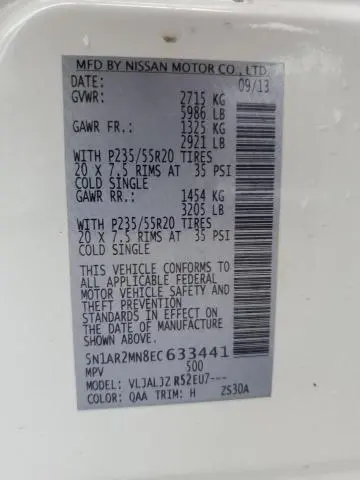 MFD BY NISSAN MOTOR CO., LTD.
DATE: 09/13
GVWR: 2715 KG
5986 LB
GAWR FR.: 1325 KG
2921 LB
WITH P235/55R20 TIRES
20 X 7.5 RIMS AT 35 PSI
COLD SINGLE
GAWR RR.: 1454 KG
3205 LB
WITH P235/55R20 TIRES
20 X 7.5 RIMS AT 35 PSI
COLD SINGLE
THIS VEHICLE CONFORMS TO
ALL APPLICABLE FEDERAL
MOTOR VEHICLE SAFETY AND
THEFT PREVENTION
STANDARDS IN EFFECT ON
THE DATE OF MANUFACTURE
SHOWN ABOVE.
5N1AR2MN8EC633441
MPV 500
MODEL: VLJALJZ R52EU7---
COLOR: QAA TRIM: H ZS30A